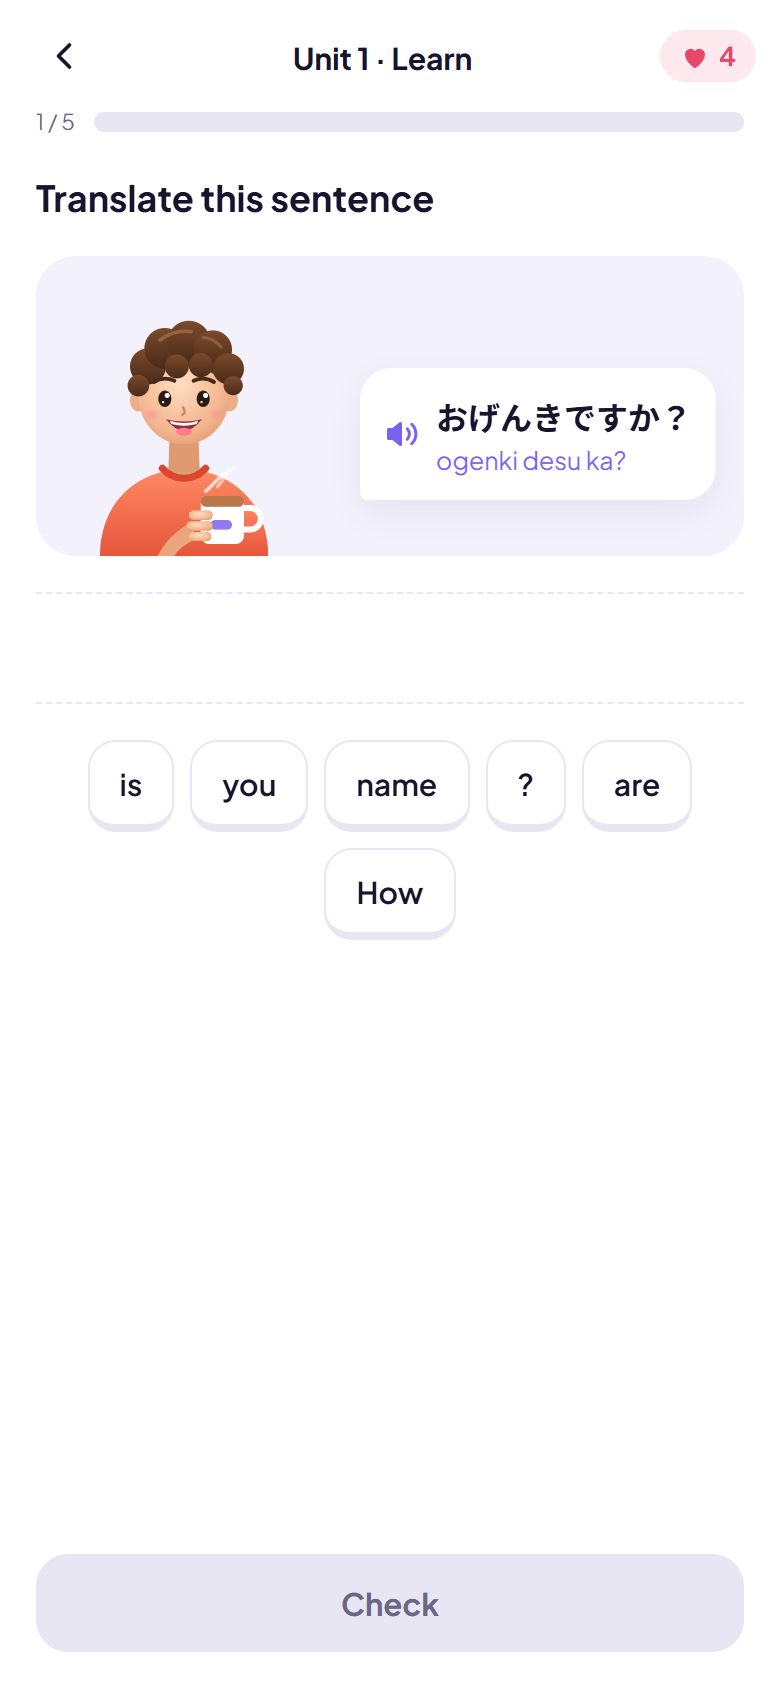 Unit 1 · Learn
4
1 / 5
Translate this sentence
おげんきですか？
ogenki desu ka?
is you name ? are
How
Check